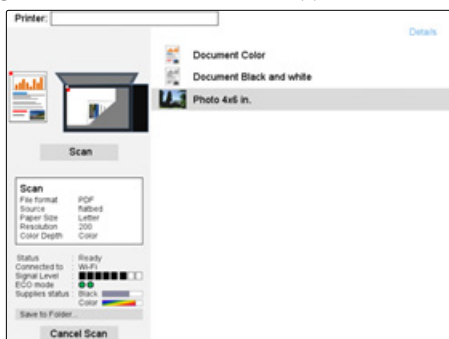 Printer:
Details
Document Color
Document Black and white
Photo 4x6 in.
Scan
Scan
File format PDF
Source flatbed
Paper Size Letter
Resolution 200
Color Depth Color
Status : Ready
Connected to : Wi-Fi
Signal Level :
ECO mode :
Supplies status : Black
Color
Save to Folder...
Cancel Scan